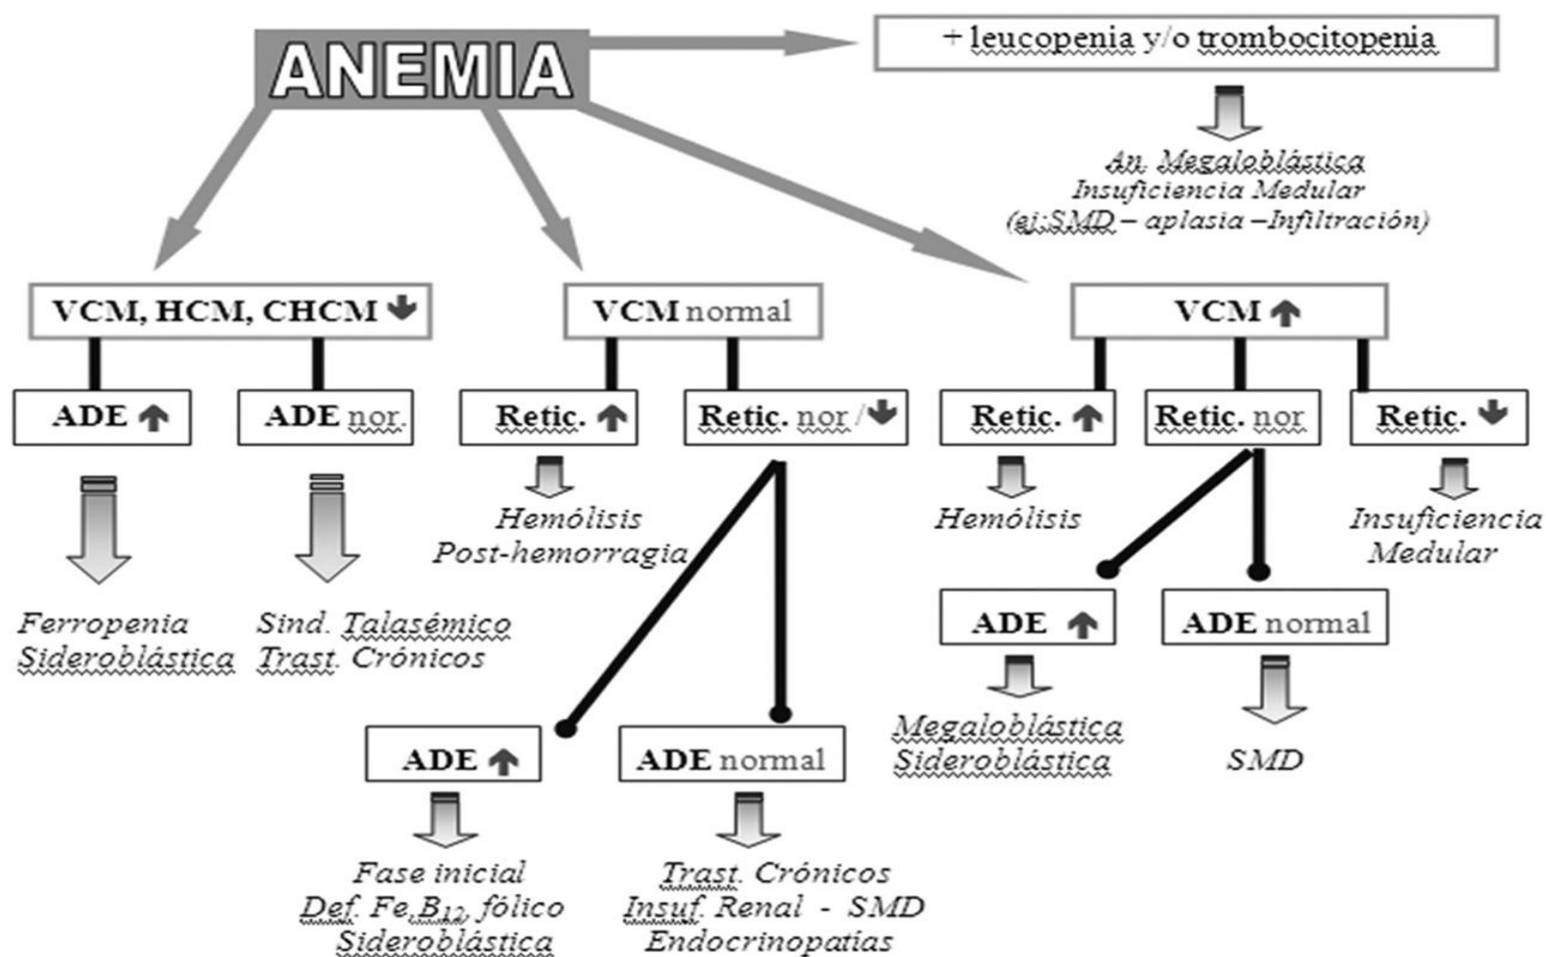 ANEMIA
+ leucopenia y/o trombocitopenia
An. Megaloblástica
Insuficiencia Medular
(ej:SMD – aplasia –Infiltración)
VCM, HCM, CHCM
VCM normal
VCM
ADE
ADE nor.
Retic.
Retic. nor /
Retic.
Retic. nor
Retic.
Hemólisis
Post-hemorragia
Hemólisis
Insuficiencia
Medular
Ferropenia
Sideroblástica
Sind. Talasémico
Trast. Crónicos
ADE
ADE normal
Megaloblástica
Sideroblástica
SMD
ADE
ADE normal
Fase inicial
Def. Fe,B12, fólico
Sideroblástica
Trast. Crónicos
Insuf. Renal - SMD
Endocrinopatías